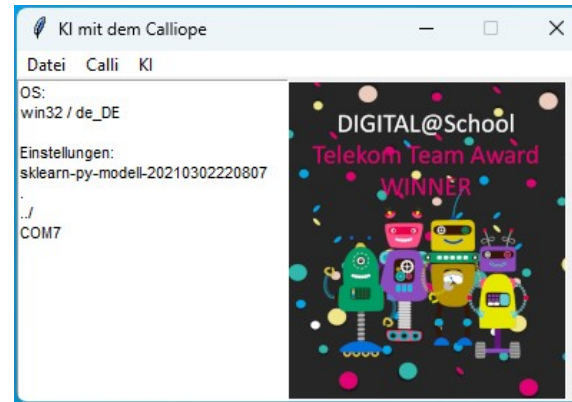 KI mit dem Calliope
Datei Calli KI
OS:
win32 / de_DE
Einstellungen:
sklearn-py-modell-20210302220807
.
../
COM7
DIGITAL@School
Telekom Team Award
WINNER